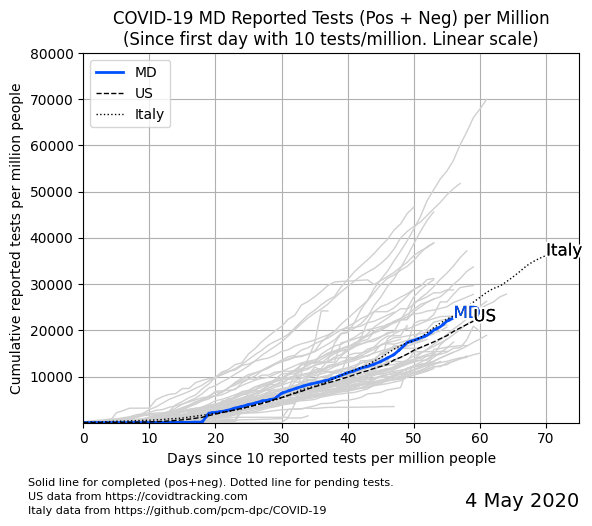 COVID-19 MD Reported Tests (Pos + Neg) per Million
(Since first day with 10 tests/million. Linear scale)
80000
70000
60000
50000
40000
30000
20000
10000
Cumulative reported tests per million people
MD
US
Italy
Italy
MD
US
0 10 20 30 40 50 60 70
Days since 10 reported tests per million people
Solid line for completed (pos+neg). Dotted line for pending tests.
US data from https://covidtracking.com
Italy data from https://github.com/pcm-dpc/COVID-19
4 May 2020